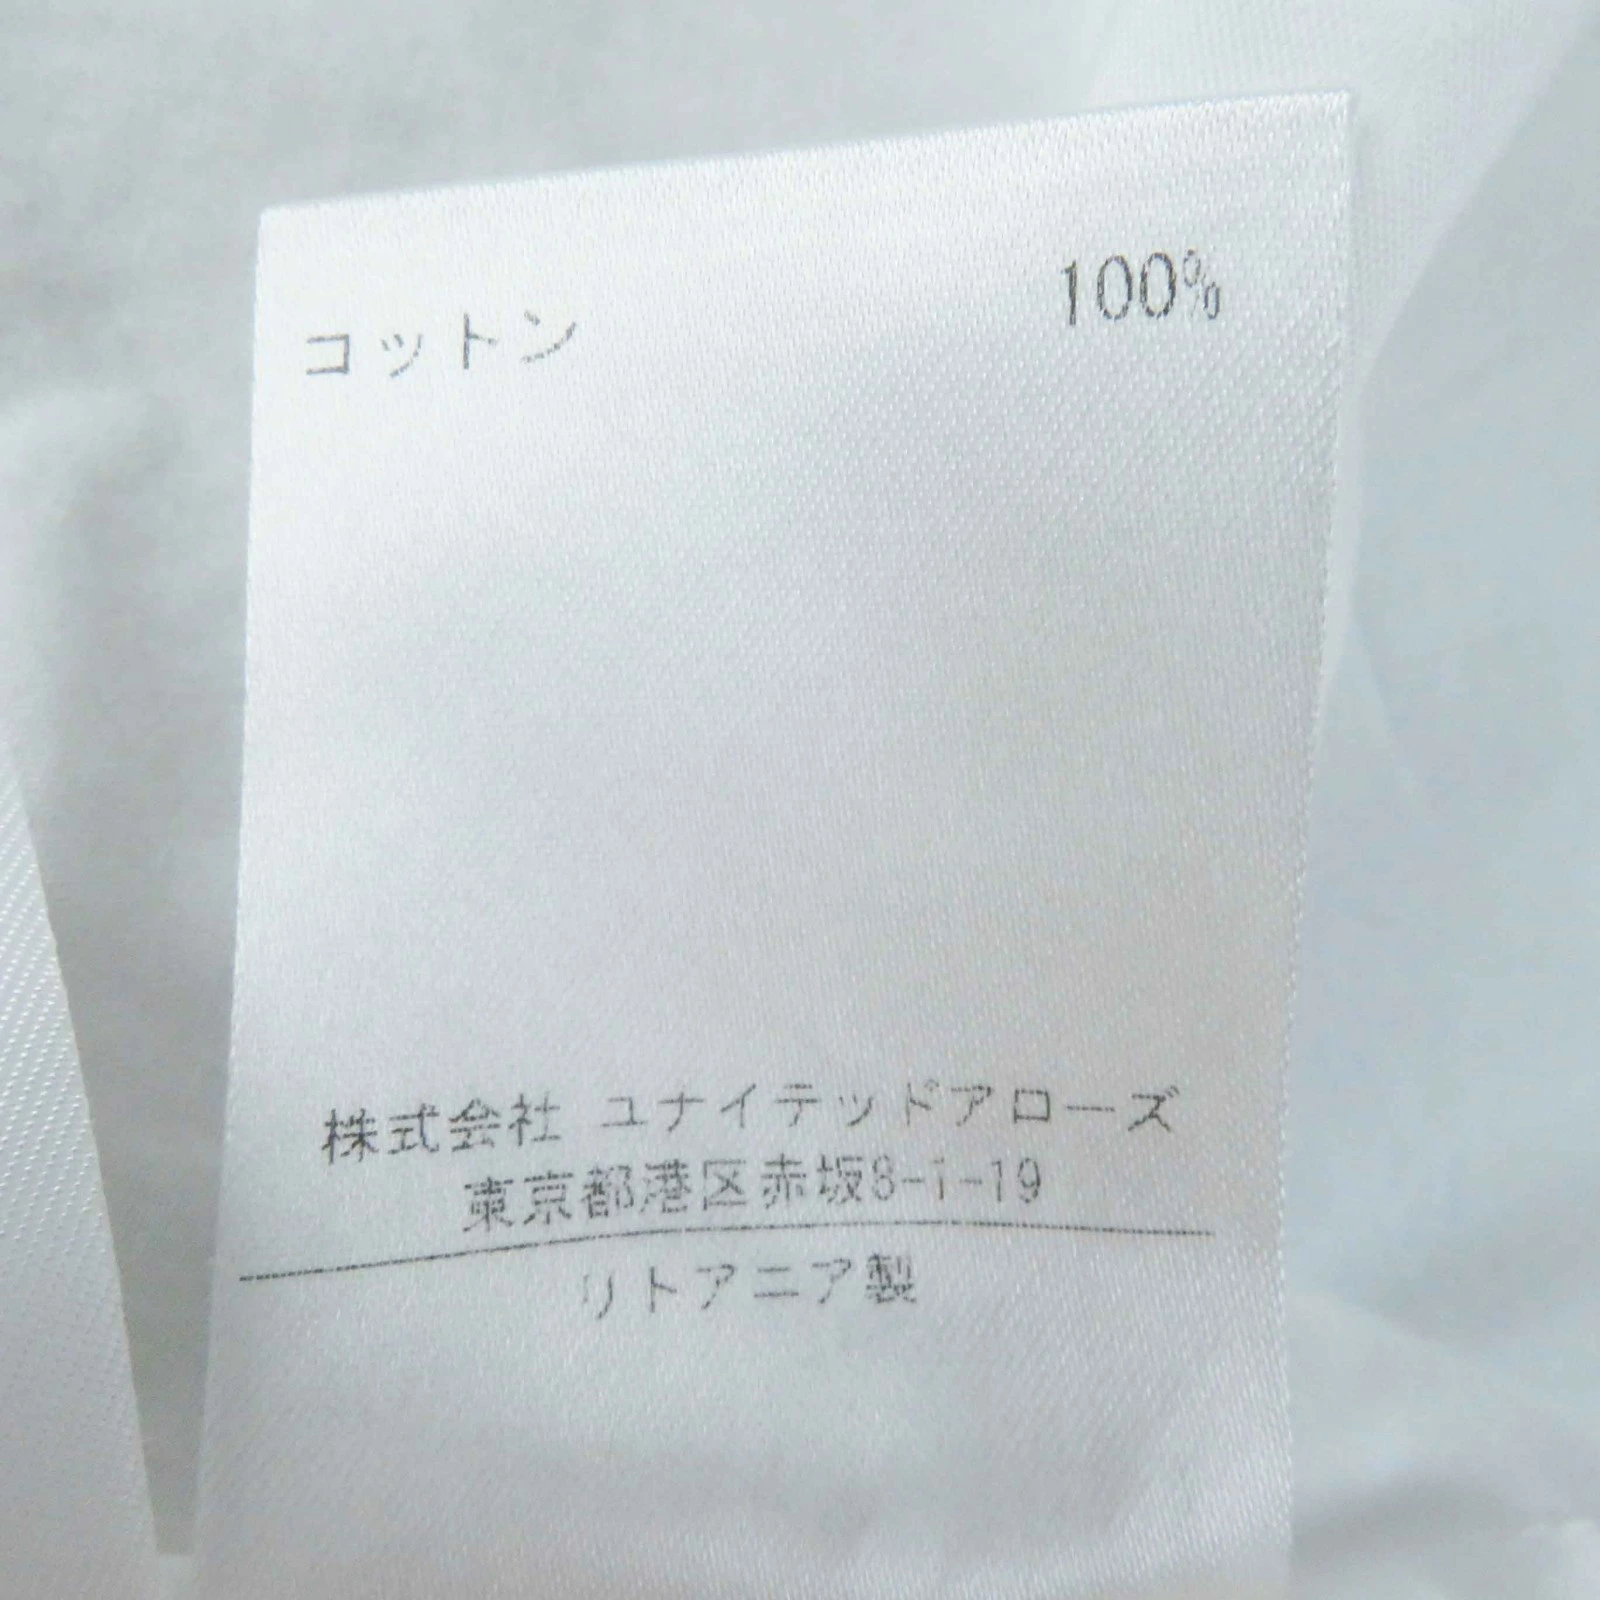 コットン 100%
株式会社 ユナイテッドアローズ
東京都港区赤坂8-1-19
リトアニア製